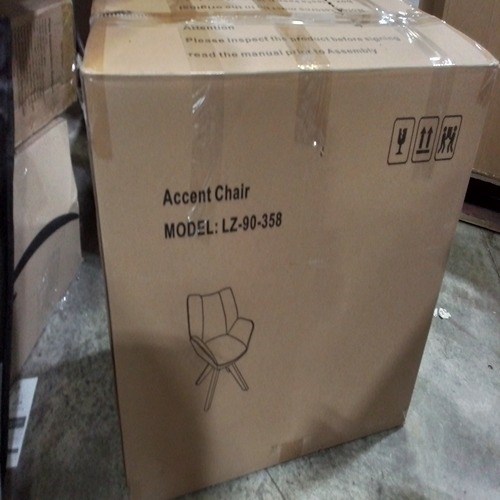 Attention
Please inspect the product before signing
read the manual prior to Assembly
Accent Chair
MODEL: LZ-90-358